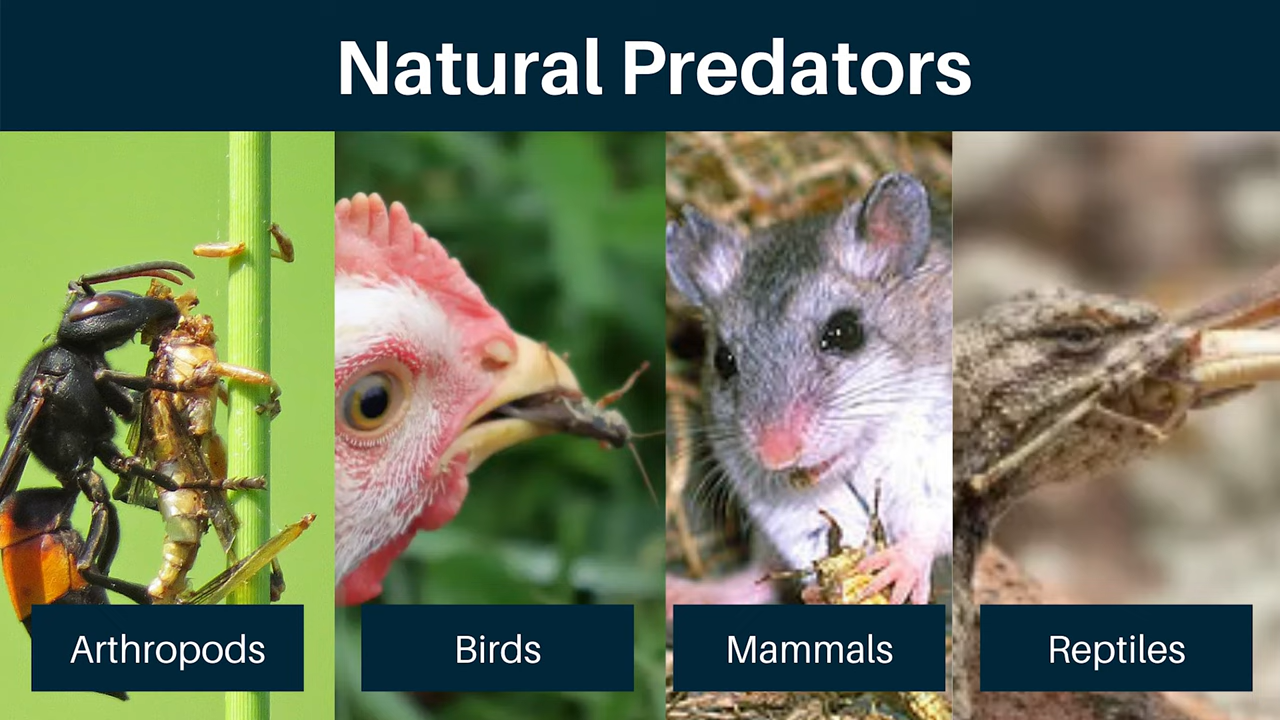 Natural Predators
Arthropods
Birds
Mammals
Reptiles